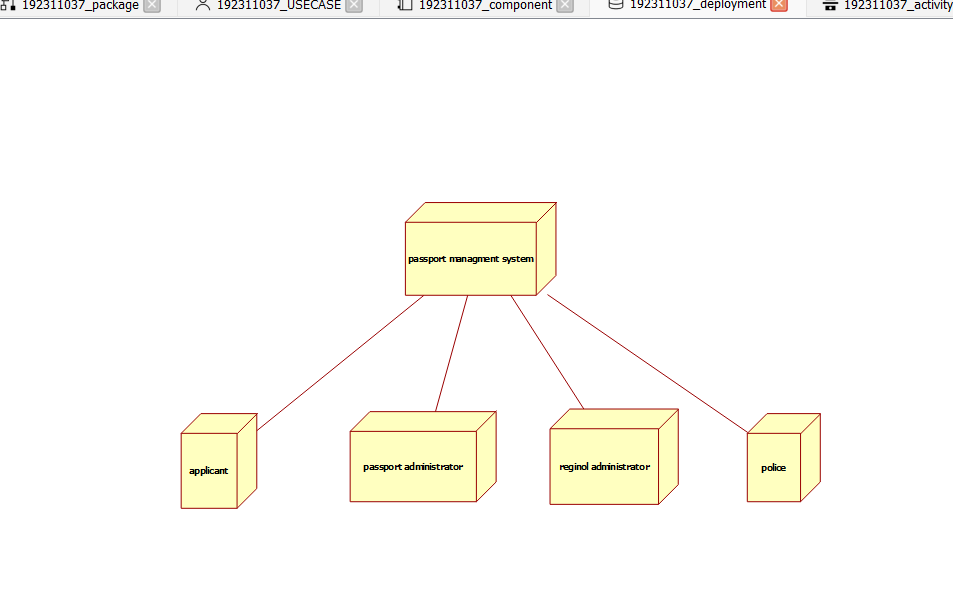 192311037_package
192311037_USECASE
192311037_component
192311037_deployment
192311037_activity
passport managment system
applicant
passport administrator
reginol administrator
police